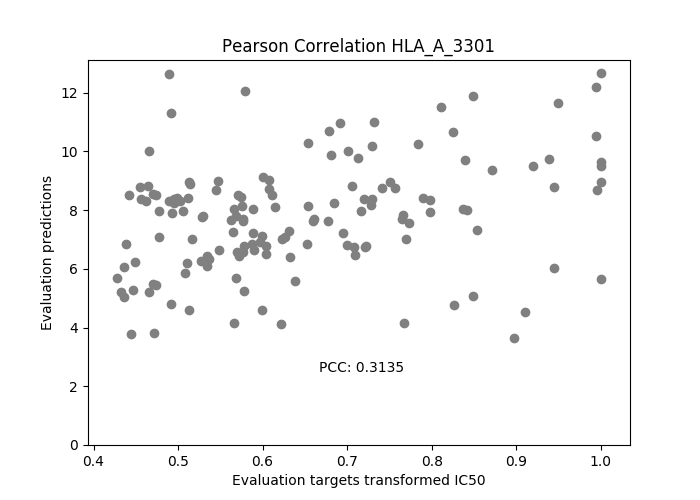 Pearson Correlation HLA_A_3301
12
10
8
6
4
2
0
Evaluation predictions
PCC: 0.3135
0.4 0.5 0.6 0.7 0.8 0.9 1.0
Evaluation targets transformed IC50